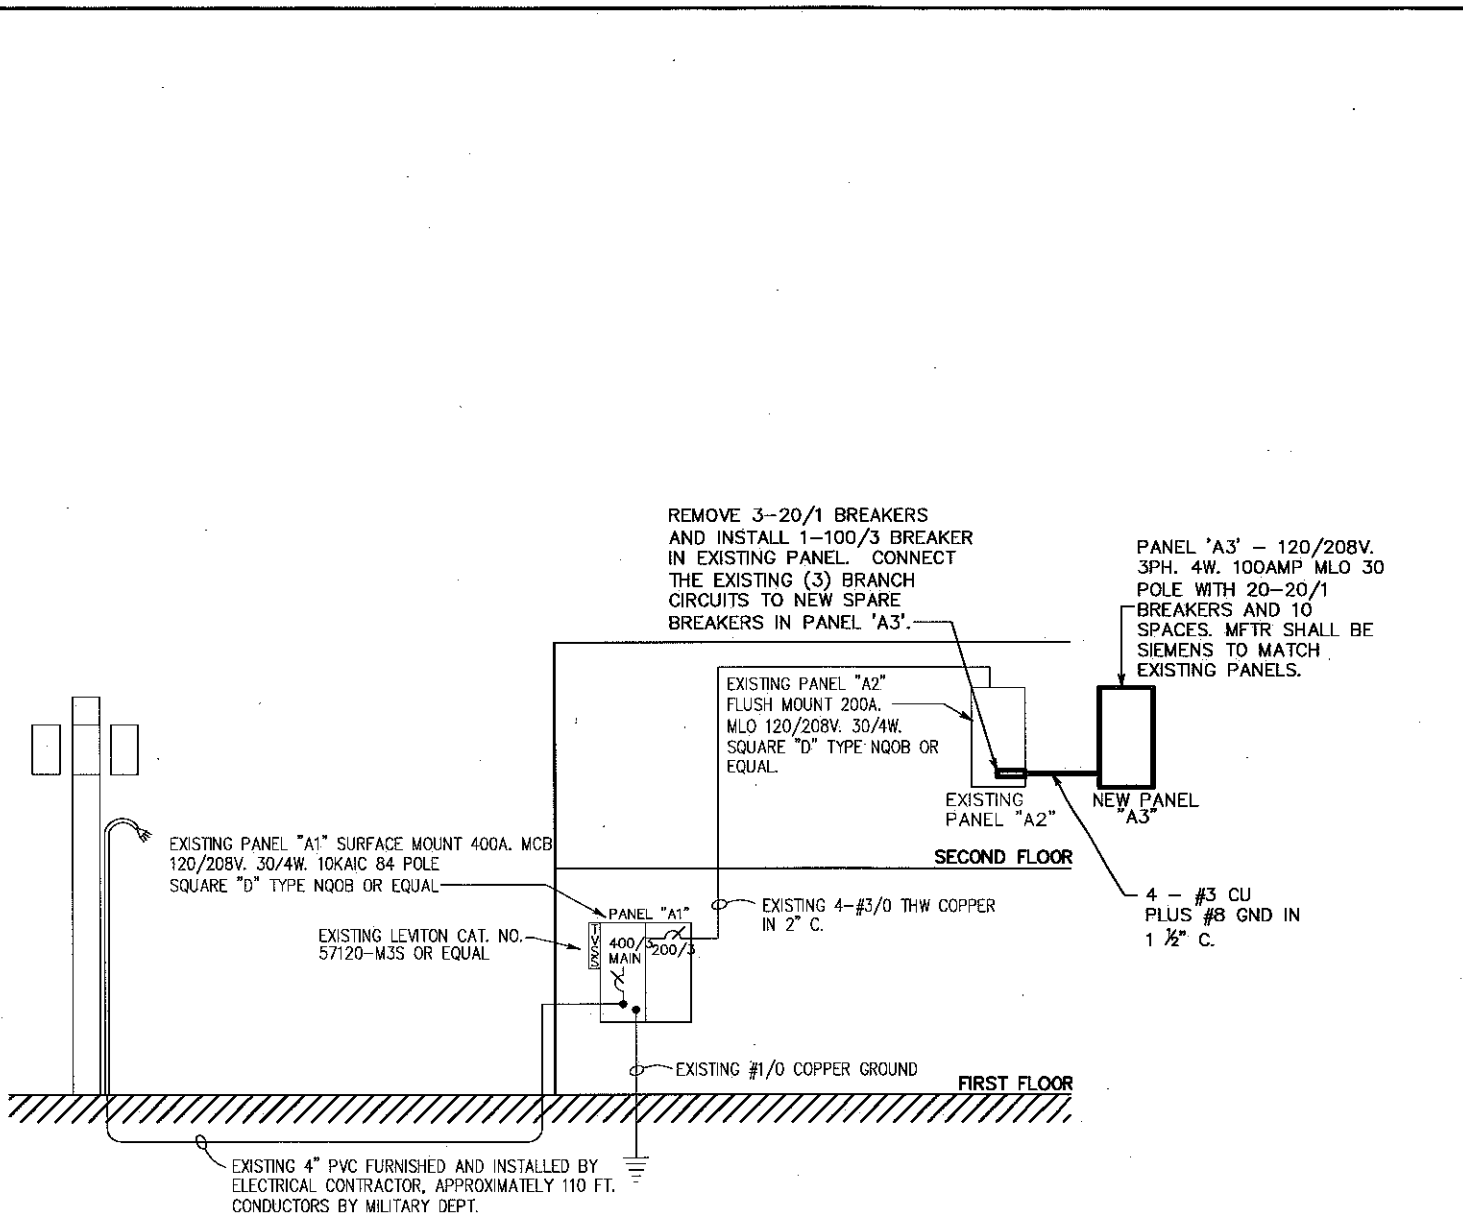 REMOVE 3-20/1 BREAKERS
AND INSTALL 1-100/3 BREAKER
IN EXISTING PANEL. CONNECT
THE EXISTING (3) BRANCH
CIRCUITS TO NEW SPARE
BREAKERS IN PANEL 'A3'.
PANEL 'A3' - 120/208V.
3PH. 4W. 100AMP MLO 30
POLE WITH 20-20/1
BREAKERS AND 10
SPACES. MFTR SHALL BE
SIEMENS TO MATCH
EXISTING PANELS.
EXISTING PANEL "A2"
FLUSH MOUNT 200A.
MLO 120/208V. 30/4W.
SQUARE "D" TYPE NQOB OR
EQUAL.
EXISTING
PANEL "A2"
NEW PANEL
"A3"
SECOND FLOOR
EXISTING PANEL "A1" SURFACE MOUNT 400A. MCB
120/208V. 30/4W. 10KAIC 84 POLE
SQUARE "D" TYPE NQOB OR EQUAL
4 - #3 CU
PLUS #8 GND IN
1 ½" C.
EXISTING 4-#3/0 THW COPPER
IN 2" C.
PANEL "A1"
EXISTING LEVITON CAT. NO.
57120-M3S OR EQUAL
TVSS
400/3
MAIN
200/3
EXISTING #1/0 COPPER GROUND
FIRST FLOOR
EXISTING 4" PVC FURNISHED AND INSTALLED BY
ELECTRICAL CONTRACTOR, APPROXIMATELY 110 FT.
CONDUCTORS BY MILITARY DEPT.